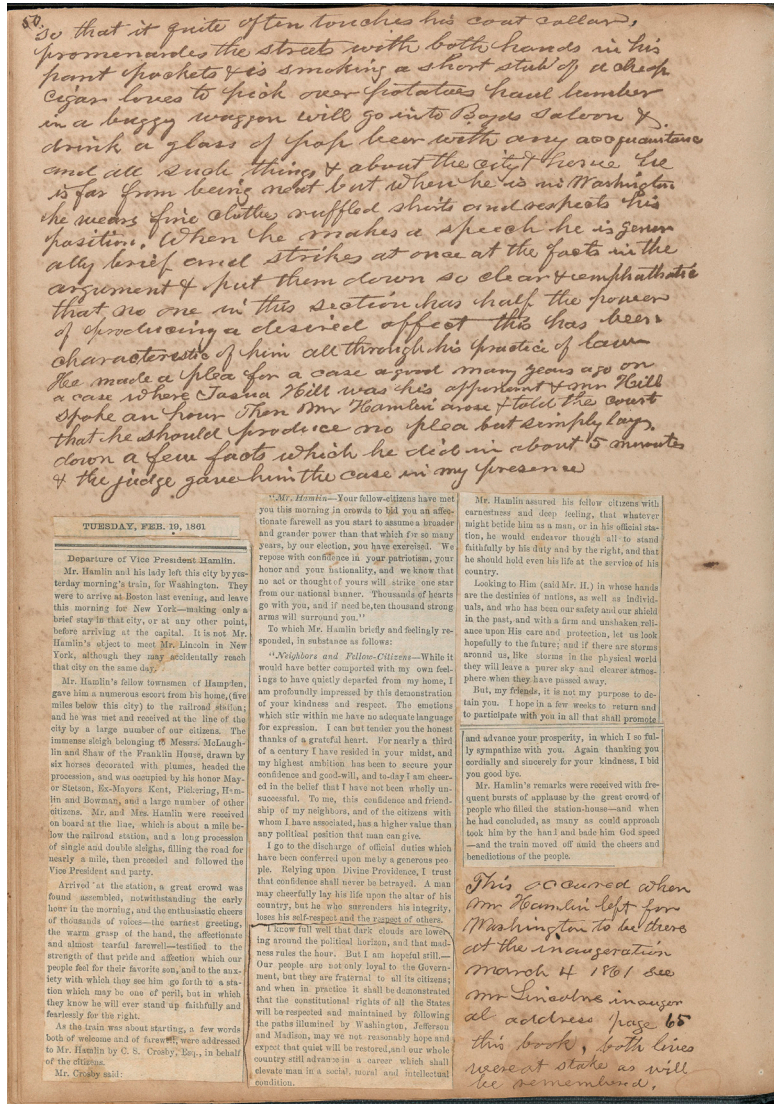 50.
so that it quite often touches his coat collar,
promenardes the streets with both hands in his
pant pockets & is smoking a short stub of a cheap
cigar loves to pick over potatoes haul lumber
in a buggy waggon will go into Boyds Saloon &
drink a glass of pop beer with any accquaintance
and all such things & about the city & hence he
is far from being neat but when he is in Washington
he wears fine clothes ruffled shirts and respects his
position. When he makes a speech he is gener
ally brief and strikes at once at the facts in the
argument & put them down so clear & emphathatic
that no one in this section has half the power
of producing a desired effect this has been
characteristic of him all through his practice of law
He made a plea for a case a good many years ago on
a case where Josua Hill was his opponent & mr Hill
spoke an hour Then Mr Hamlin arose & told the court
that he should produce no plea but simply lays
down a few facts which he did in about 5 minutes
& the judge gave him the case in my presence
TUESDAY, FEB. 19, 1861
Departure of Vice President Hamlin.
Mr. Hamlin and his lady left this city by yes-
terday morning's train, for Washington. They
were to arrive at Boston last evening, and leave
this morning for New York—making only a
brief stay in that city, or at any other point,
before arriving at the capital. It is not Mr.
Hamlin's object to meet Mr. Lincoln in New
York, although they may accidentally reach
that city on the same day.
Mr. Hamlin's fellow townsmen of Hampden,
gave him a numerous escort from his home, (five
miles below this city) to the railroad station;
and he was met and received at the line of the
city by a large number of our citizens. The
immense sleigh belonging to Messrs. McLaugh-
lin and Shaw of the Franklin House, drawn by
six horses decorated with plumes, headed the
procession, and was occupied by his honor May-
or Stetson, Ex-Mayors Kent, Pickering, Ham-
lin and Bowman, and a large number of other
citizens. Mr. and Mrs. Hamlin were received
on board at the line, which is about a mile be-
low the railroad station, and a long procession
of single and double sleighs, filling the road for
nearly a mile, then preceded and followed the
Vice President and party.
Arrived at the station, a great crowd was
found assembled, notwithstanding the early
hour in the morning, and the enthusiastic cheers
of thousands of voices—the earnest greeting,
the warm grasp of the hand, the affectionate
and almost tearful farewell—testified to the
strength of that pride and affection which our
people feel for their favorite son, and to the anx-
iety with which they see him go forth to a sta-
tion which may be one of peril, but in which
they know he will ever stand up faithfully and
fearlessly for the right.
As the train was about starting, a few words
both of welcome and of farewell, were addressed
to Mr. Hamlin by C. S. Crosby, Esq., in behalf
of the citizens.
Mr. Crosby said:
"Mr. Hamlin—Your fellow-citizens have met
you this morning in crowds to bid you an affec-
tionate farewell as you start to assume a broader
and grander power than that which for so many
years, by our election, you have exercised. We
repose with confidence in your patriotism, your
honor and your nationality, and we know that
no act or thought of yours will strike one star
from our national banner. Thousands of hearts
go with you, and if need be, ten thousand strong
arms will surround you."
To which Mr. Hamlin briefly and feelingly re-
sponded, in substance as follows:
"Neighbors and Fellow-Citizens—While it
would have better comported with my own feel-
ings to have quietly departed from my home, I
am profoundly impressed by this demonstration
of your kindness and respect. The emotions
which stir within me have no adequate language
for expression. I can but tender you the honest
thanks of a grateful heart. For nearly a third
of a century I have resided in your midst, and
my highest ambition has been to secure your
confidence and good-will, and to-day I am cheer-
ed in the belief that I have not been wholly un-
successful. To me, this confidence and friend-
ship of my neighbors, and of the citizens with
whom I have associated, has a higher value than
any political position that man can give.
I go to the discharge of official duties which
have been conferred upon me by a generous peo-
ple. Relying upon Divine Providence, I trust
that confidence shall never be betrayed. A man
may cheerfully lay his life upon the altar of his
country, but he who surrenders his integrity,
loses his self-respect and the respect of others.
I know full well that dark clouds are lower-
ing around the political horizon, and that mad-
ness rules the hour. But I am hopeful still.—
Our people are not only loyal to the Govern-
ment, but they are fraternal to all its citizens;
and when in practice it shall be demonstrated
that the constitutional rights of all the States
will be respected and maintained by following
the paths illumined by Washington, Jefferson
and Madison, may we not reasonably hope and
expect that quiet will be restored, and our whole
country still advance in a career which shall
elevate man in a social, moral and intellectual
condition.
Mr. Hamlin assured his fellow citizens with
earnestness and deep feeling, that whatever
might betide him as a man, or in his official sta-
tion, he would endeavor though all to stand
faithfully by his duty and by the right, and that
he should hold even his life at the service of his
country.
Looking to Him (said Mr. H.) in whose hands
are the destinies of nations, as well as individ-
uals, and who has been our safety and our shield
in the past, and with a firm and unshaken reli-
ance upon His care and protection, let us look
hopefully to the future; and if there are storms
around us, like storms in the physical world
they will leave a purer sky and clearer atmos-
phere when they have passed away.
But, my friends, it is not my purpose to de-
tain you. I hope in a few weeks to return and
to participate with you in all that shall promote
and advance your prosperity, in which I so ful-
ly sympathize with you. Again thanking you
cordially and sincerely for your kindness, I bid
you good bye.
Mr. Hamlin's remarks were received with fre-
quent bursts of applause by the great crowd of
people who filled the station-house—and when
he had concluded, as many as could approach
took him by the hand and bade him God speed
—and the train moved off amid the cheers and
benedictions of the people.
This occured when
Mr Hamlin left for
Washington to be there
at the inaugeration
march 4 1861 see
mr Lincolns inaugor
al address page 65
this book, both lives
were at stake as will
be remembered.